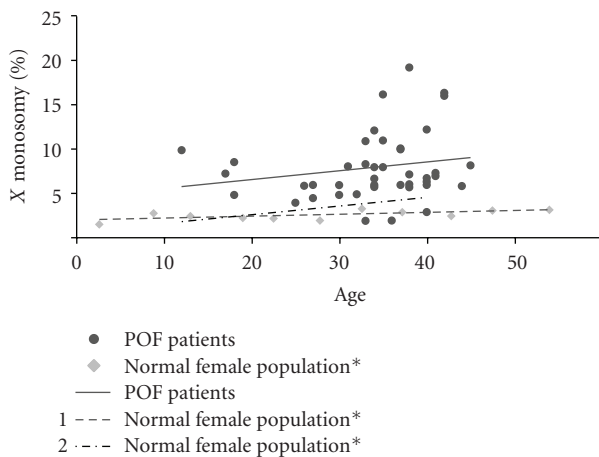 25
20
15
10
5
0
X monosomy (%)
0 10 20 30 40 50
Age
POF patients
Normal female population*
POF patients
1 Normal female population*
2 Normal female population*